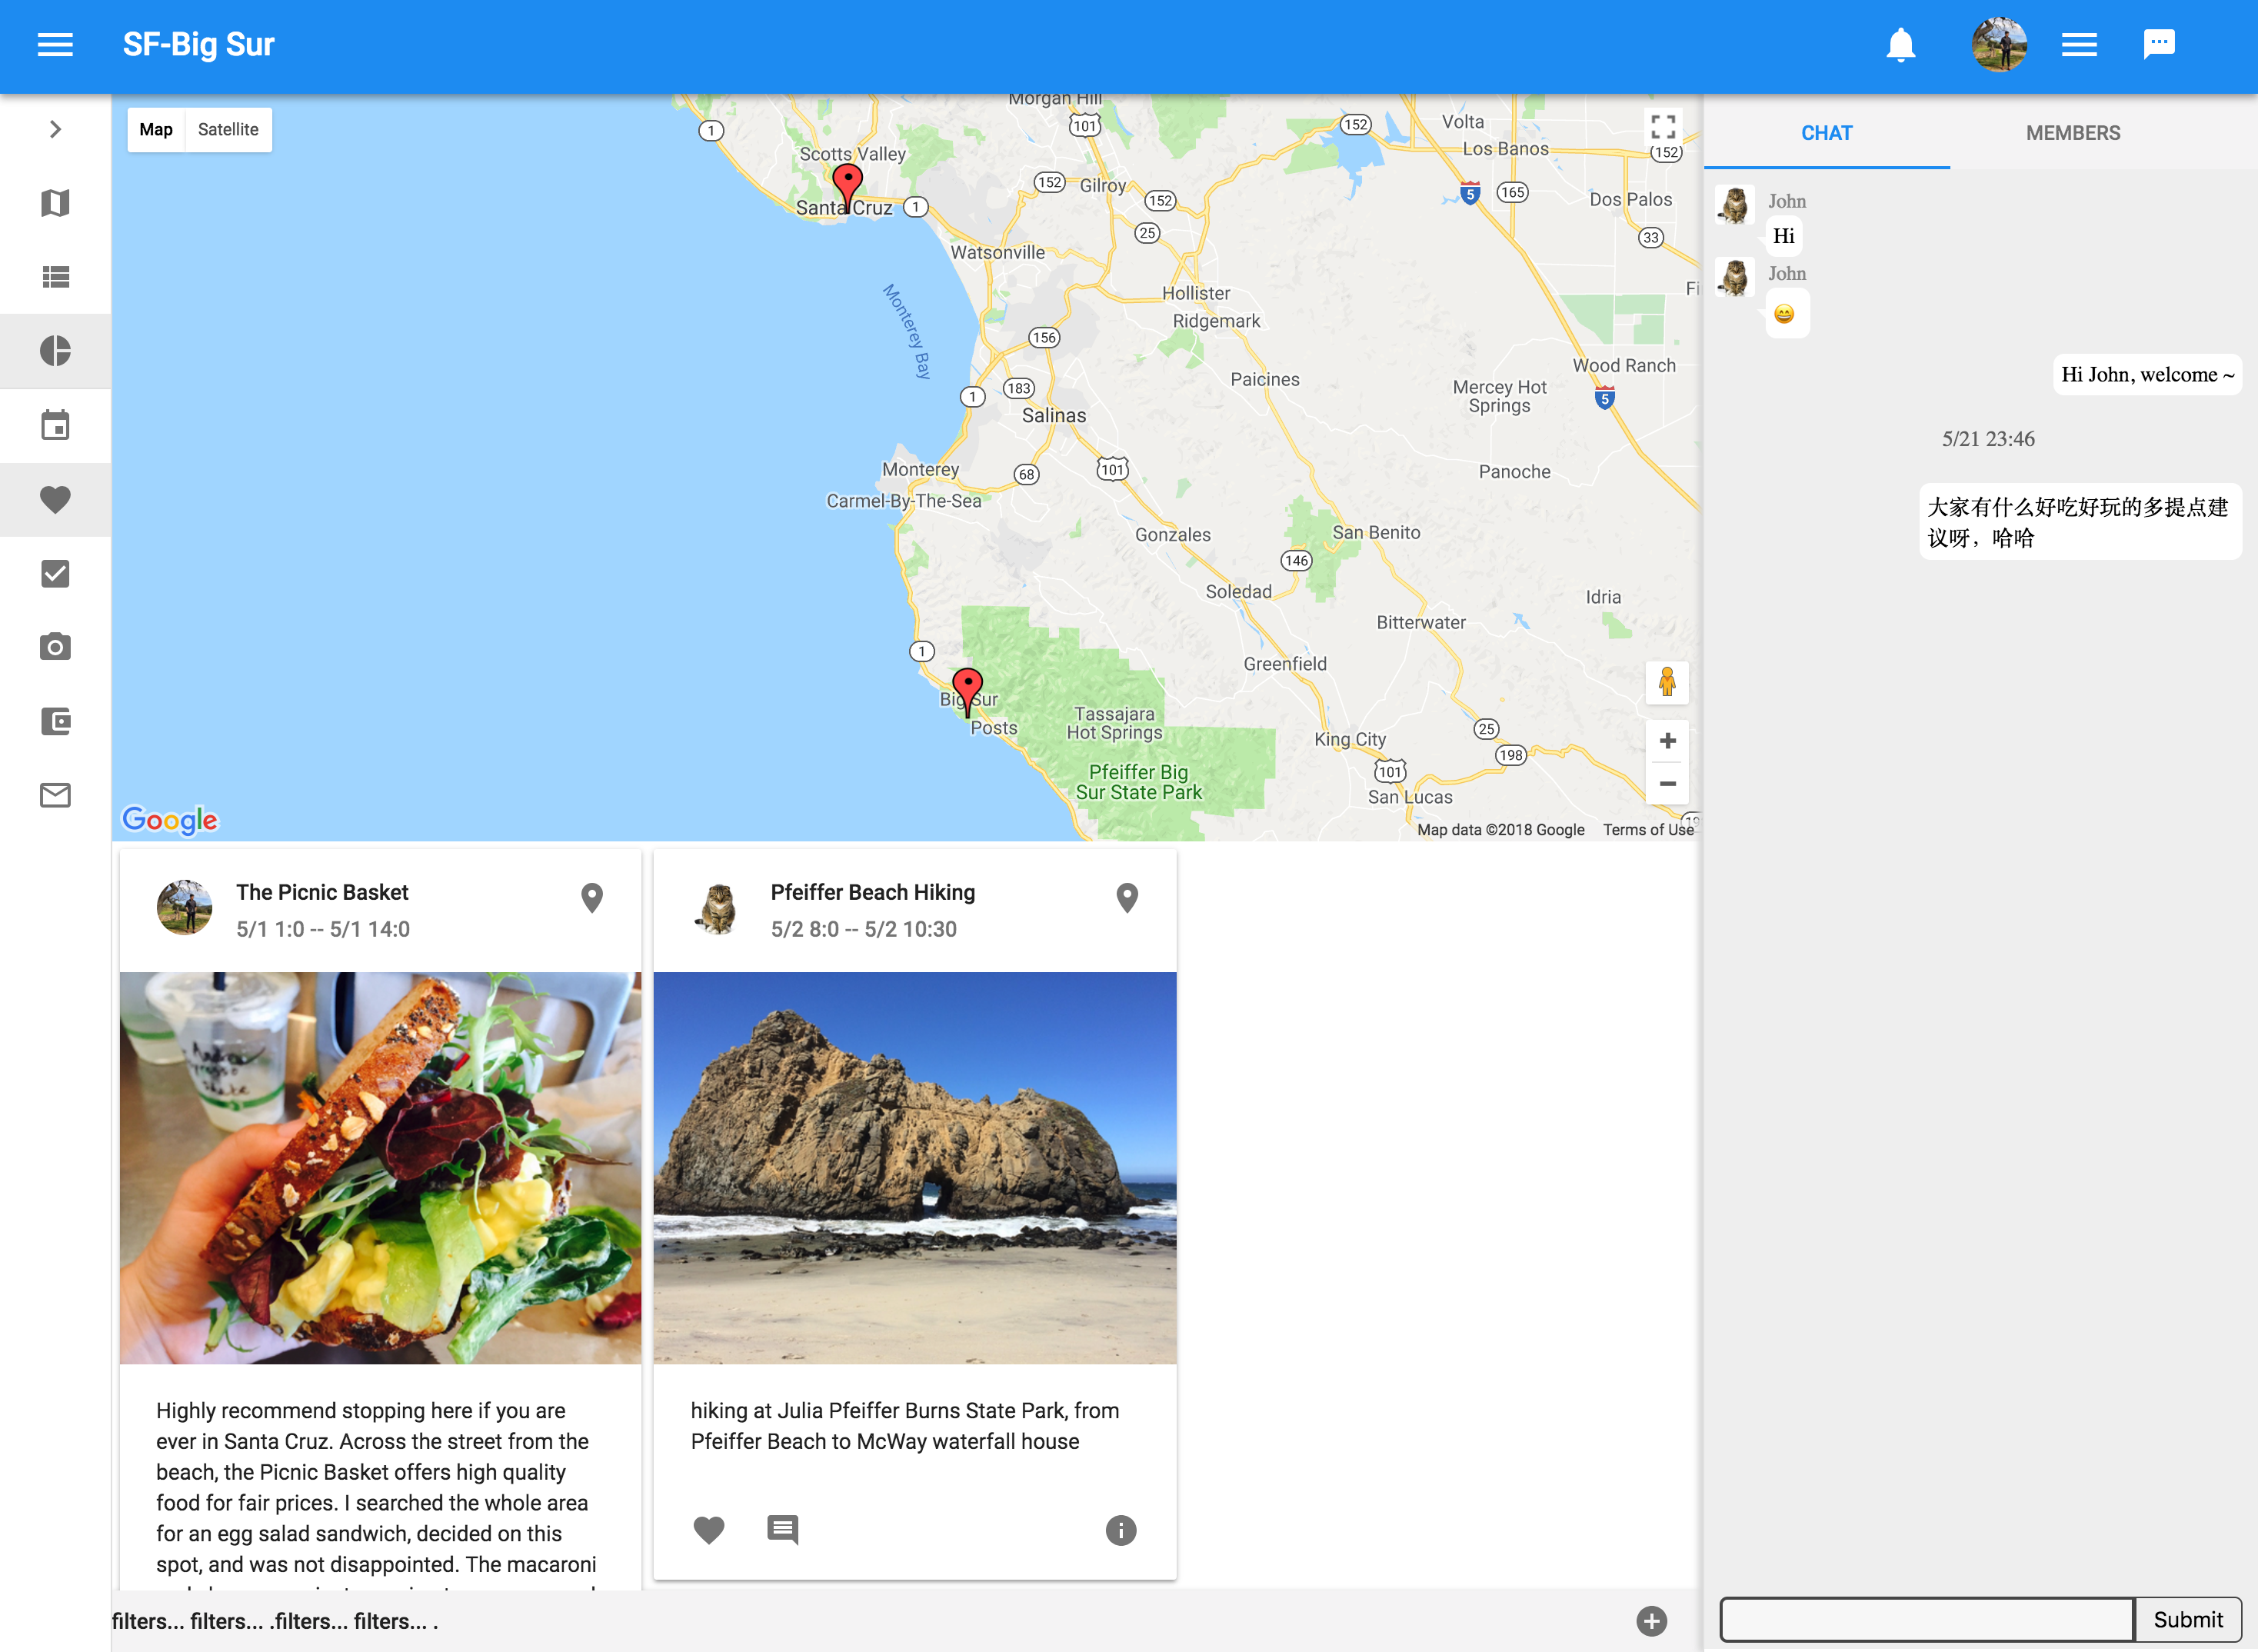 SF-Big Sur
Map
Satellite
Morgan Hill
1
101
152
Volta
Los Banos
152
Scotts Valley
152
Gilroy
152
5
165
Dos Palos
Santa Cruz
1
25
33
Watsonville
Monterey Bay
Hollister
Ridgemark
Fi
156
Wood Ranch
Paicines
Mercey Hot
Springs
183
1
5
Salinas
Monterey
68
101
Panoche
Carmel-By-The-Sea
Gonzales
San Benito
146
Soledad
Idria
Bitterwater
1
Greenfield
Big Sur
Posts
Tassajara
Hot Springs
25
King City
198
Pfeiffer Big
Sur State Park
101
San Lucas
19
Google
Map data ©2018 Google
Terms of Use
The Picnic Basket
5/1 1:0 -- 5/1 14:0
Highly recommend stopping here if you are
ever in Santa Cruz. Across the street from the
beach, the Picnic Basket offers high quality
food for fair prices. I searched the whole area
for an egg salad sandwich, decided on this
spot, and was not disappointed. The macaroni
Pfeiffer Beach Hiking
5/2 8:0 -- 5/2 10:30
hiking at Julia Pfeiffer Burns State Park, from
Pfeiffer Beach to McWay waterfall house
filters... filters... .filters... filters... .
CHAT
MEMBERS
John
Hi
John
Hi John, welcome ~
5/21 23:46
大家有什么好吃好玩的多提点建
议呀，哈哈
Submit